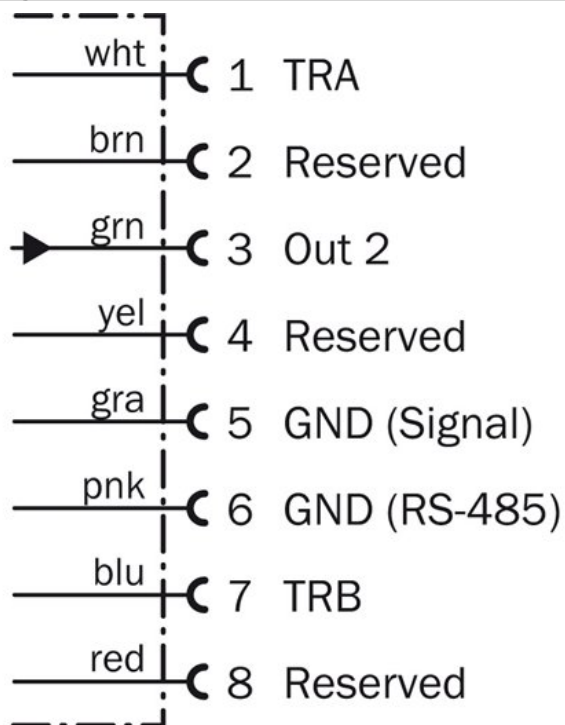 wht 1 TRA
brn 2 Reserved
grn 3 Out 2
yel 4 Reserved
gra 5 GND (Signal)
pnk 6 GND (RS-485)
blu 7 TRB
red 8 Reserved